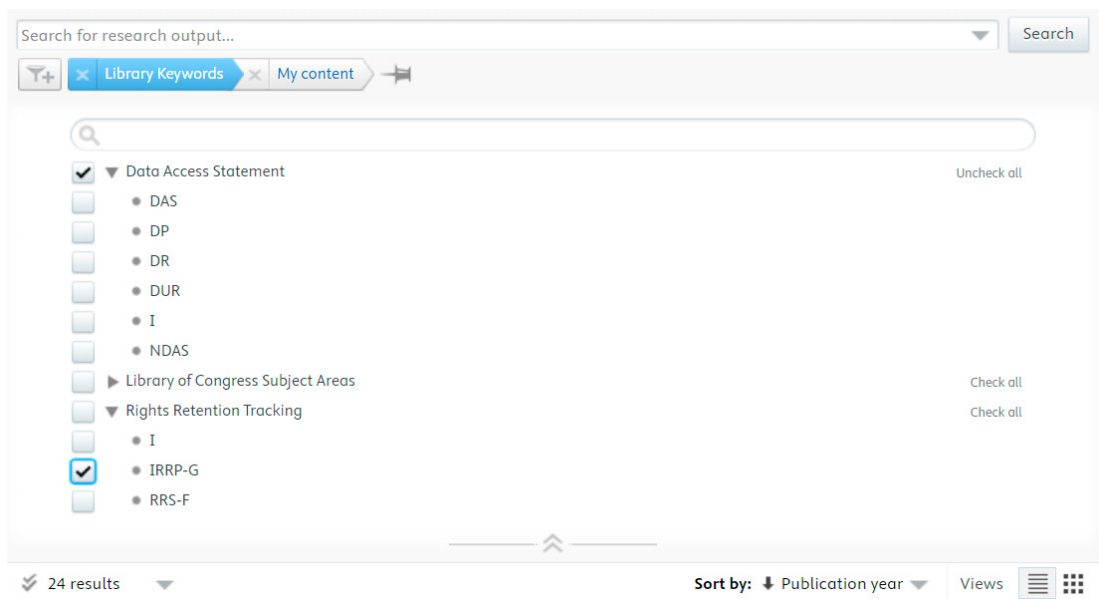 Search for research output...
Search
Library Keywords
My content
Data Access Statement
Uncheck all
DAS
DP
DR
DUR
I
NDAS
Library of Congress Subject Areas
Check all
Rights Retention Tracking
Check all
I
IRRP-G
RRS-F
24 results
Sort by: Publication year
Views